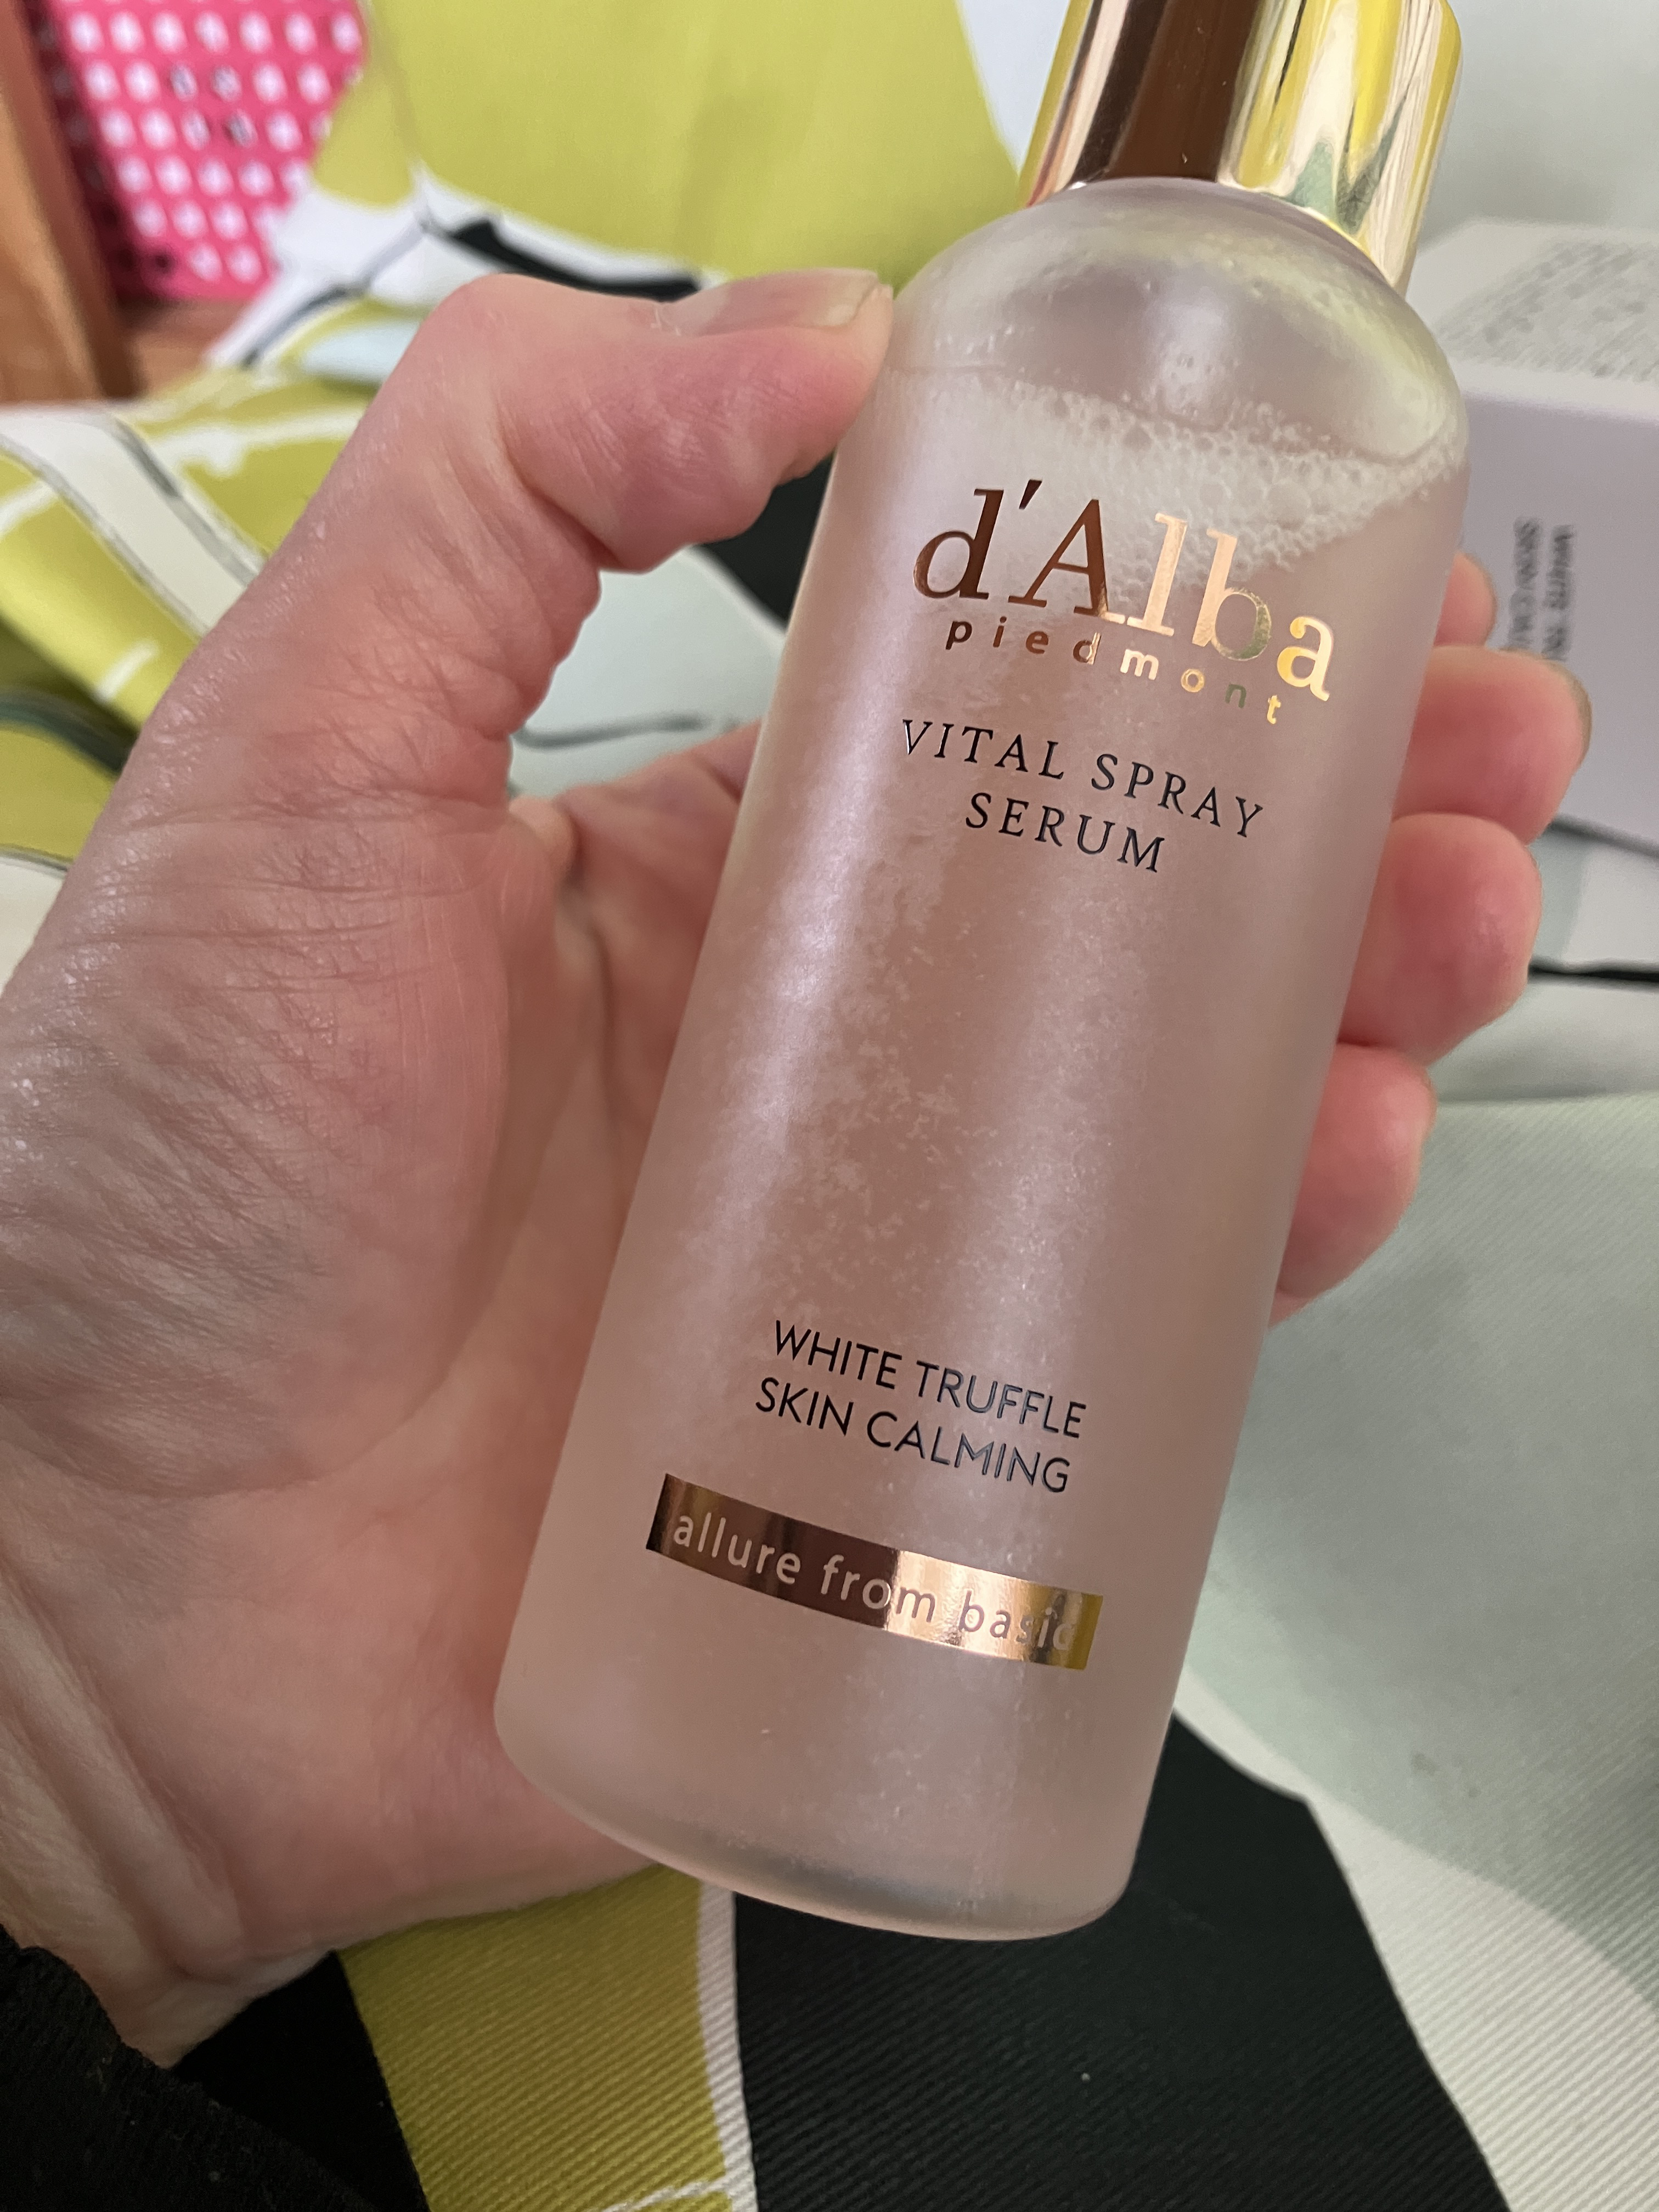 d'Alba
piedmont
VITAL SPRAY
SERUM
WHITE TRUFFLE
SKIN CALMING
allure from basic